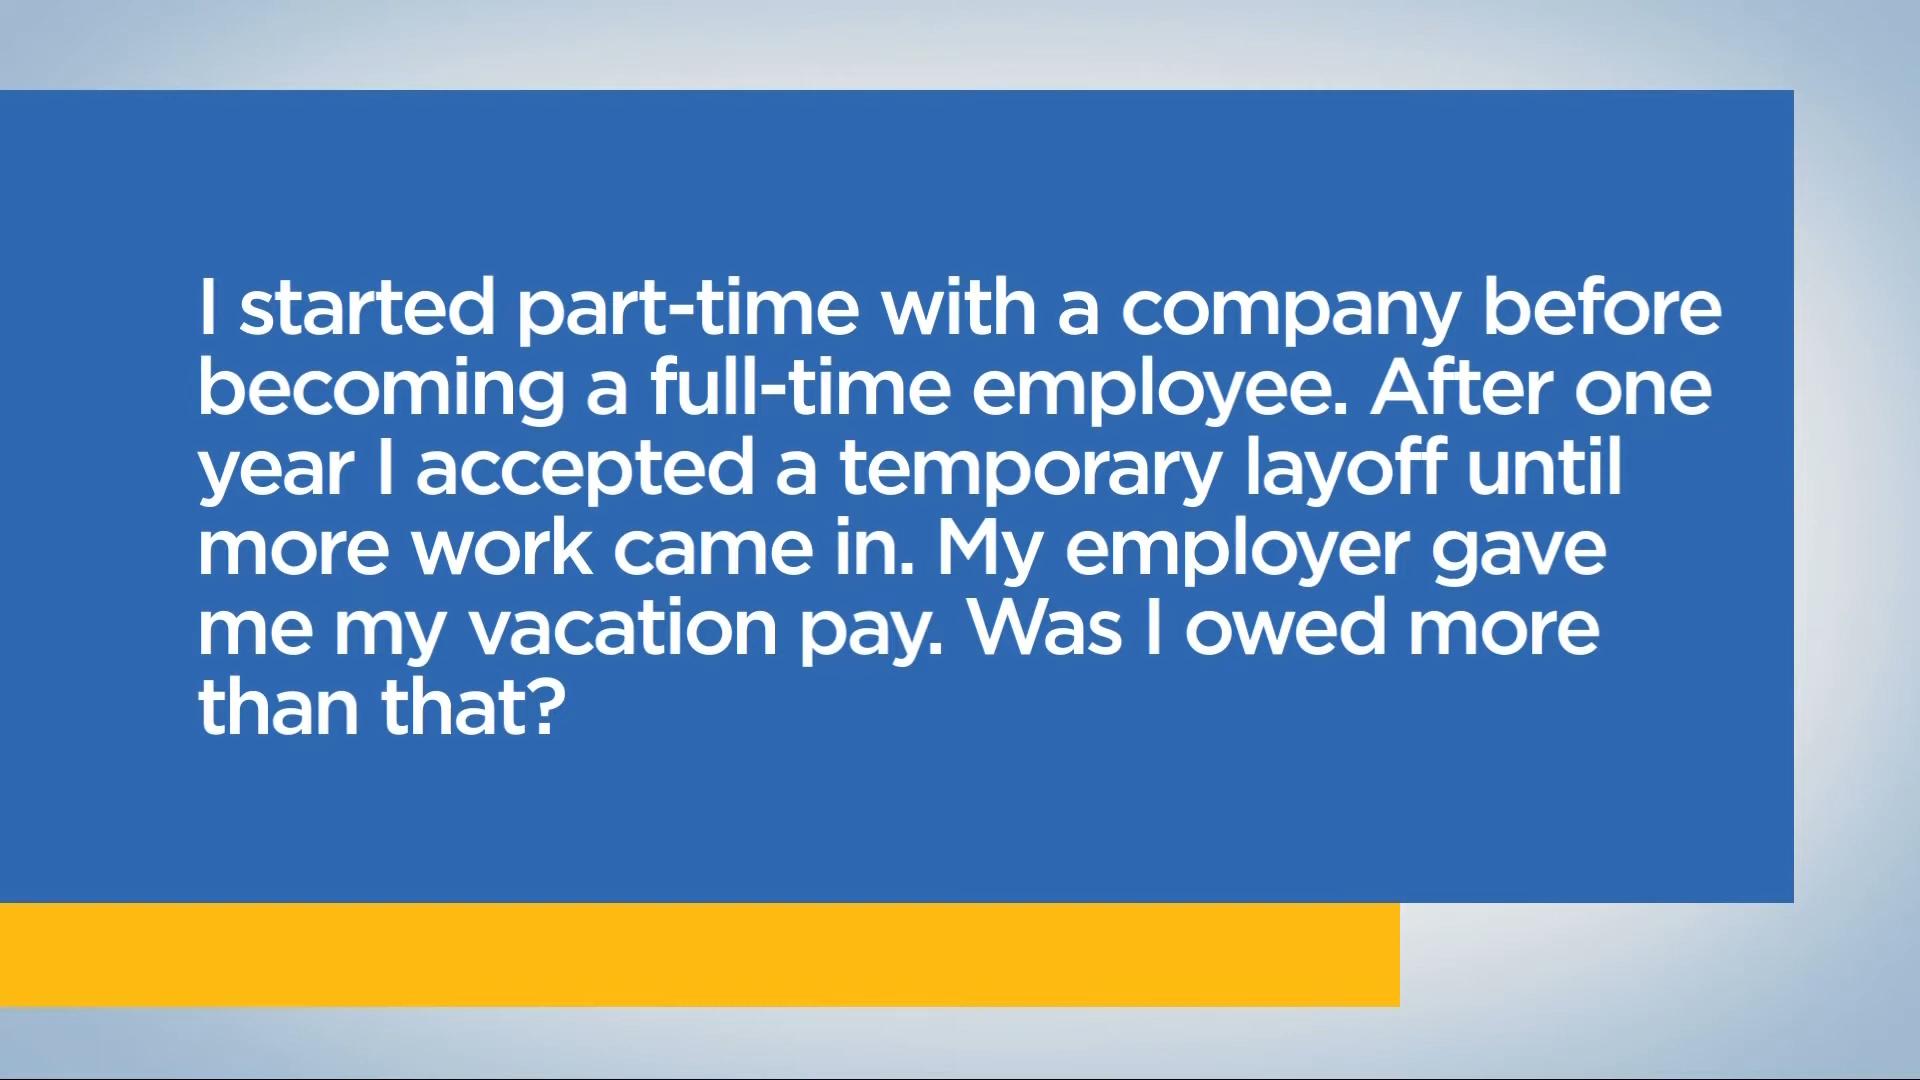 I started part-time with a company before
becoming a full-time employee. After one
year I accepted a temporary layoff until
more work came in. My employer gave
me my vacation pay. Was I owed more
than that?